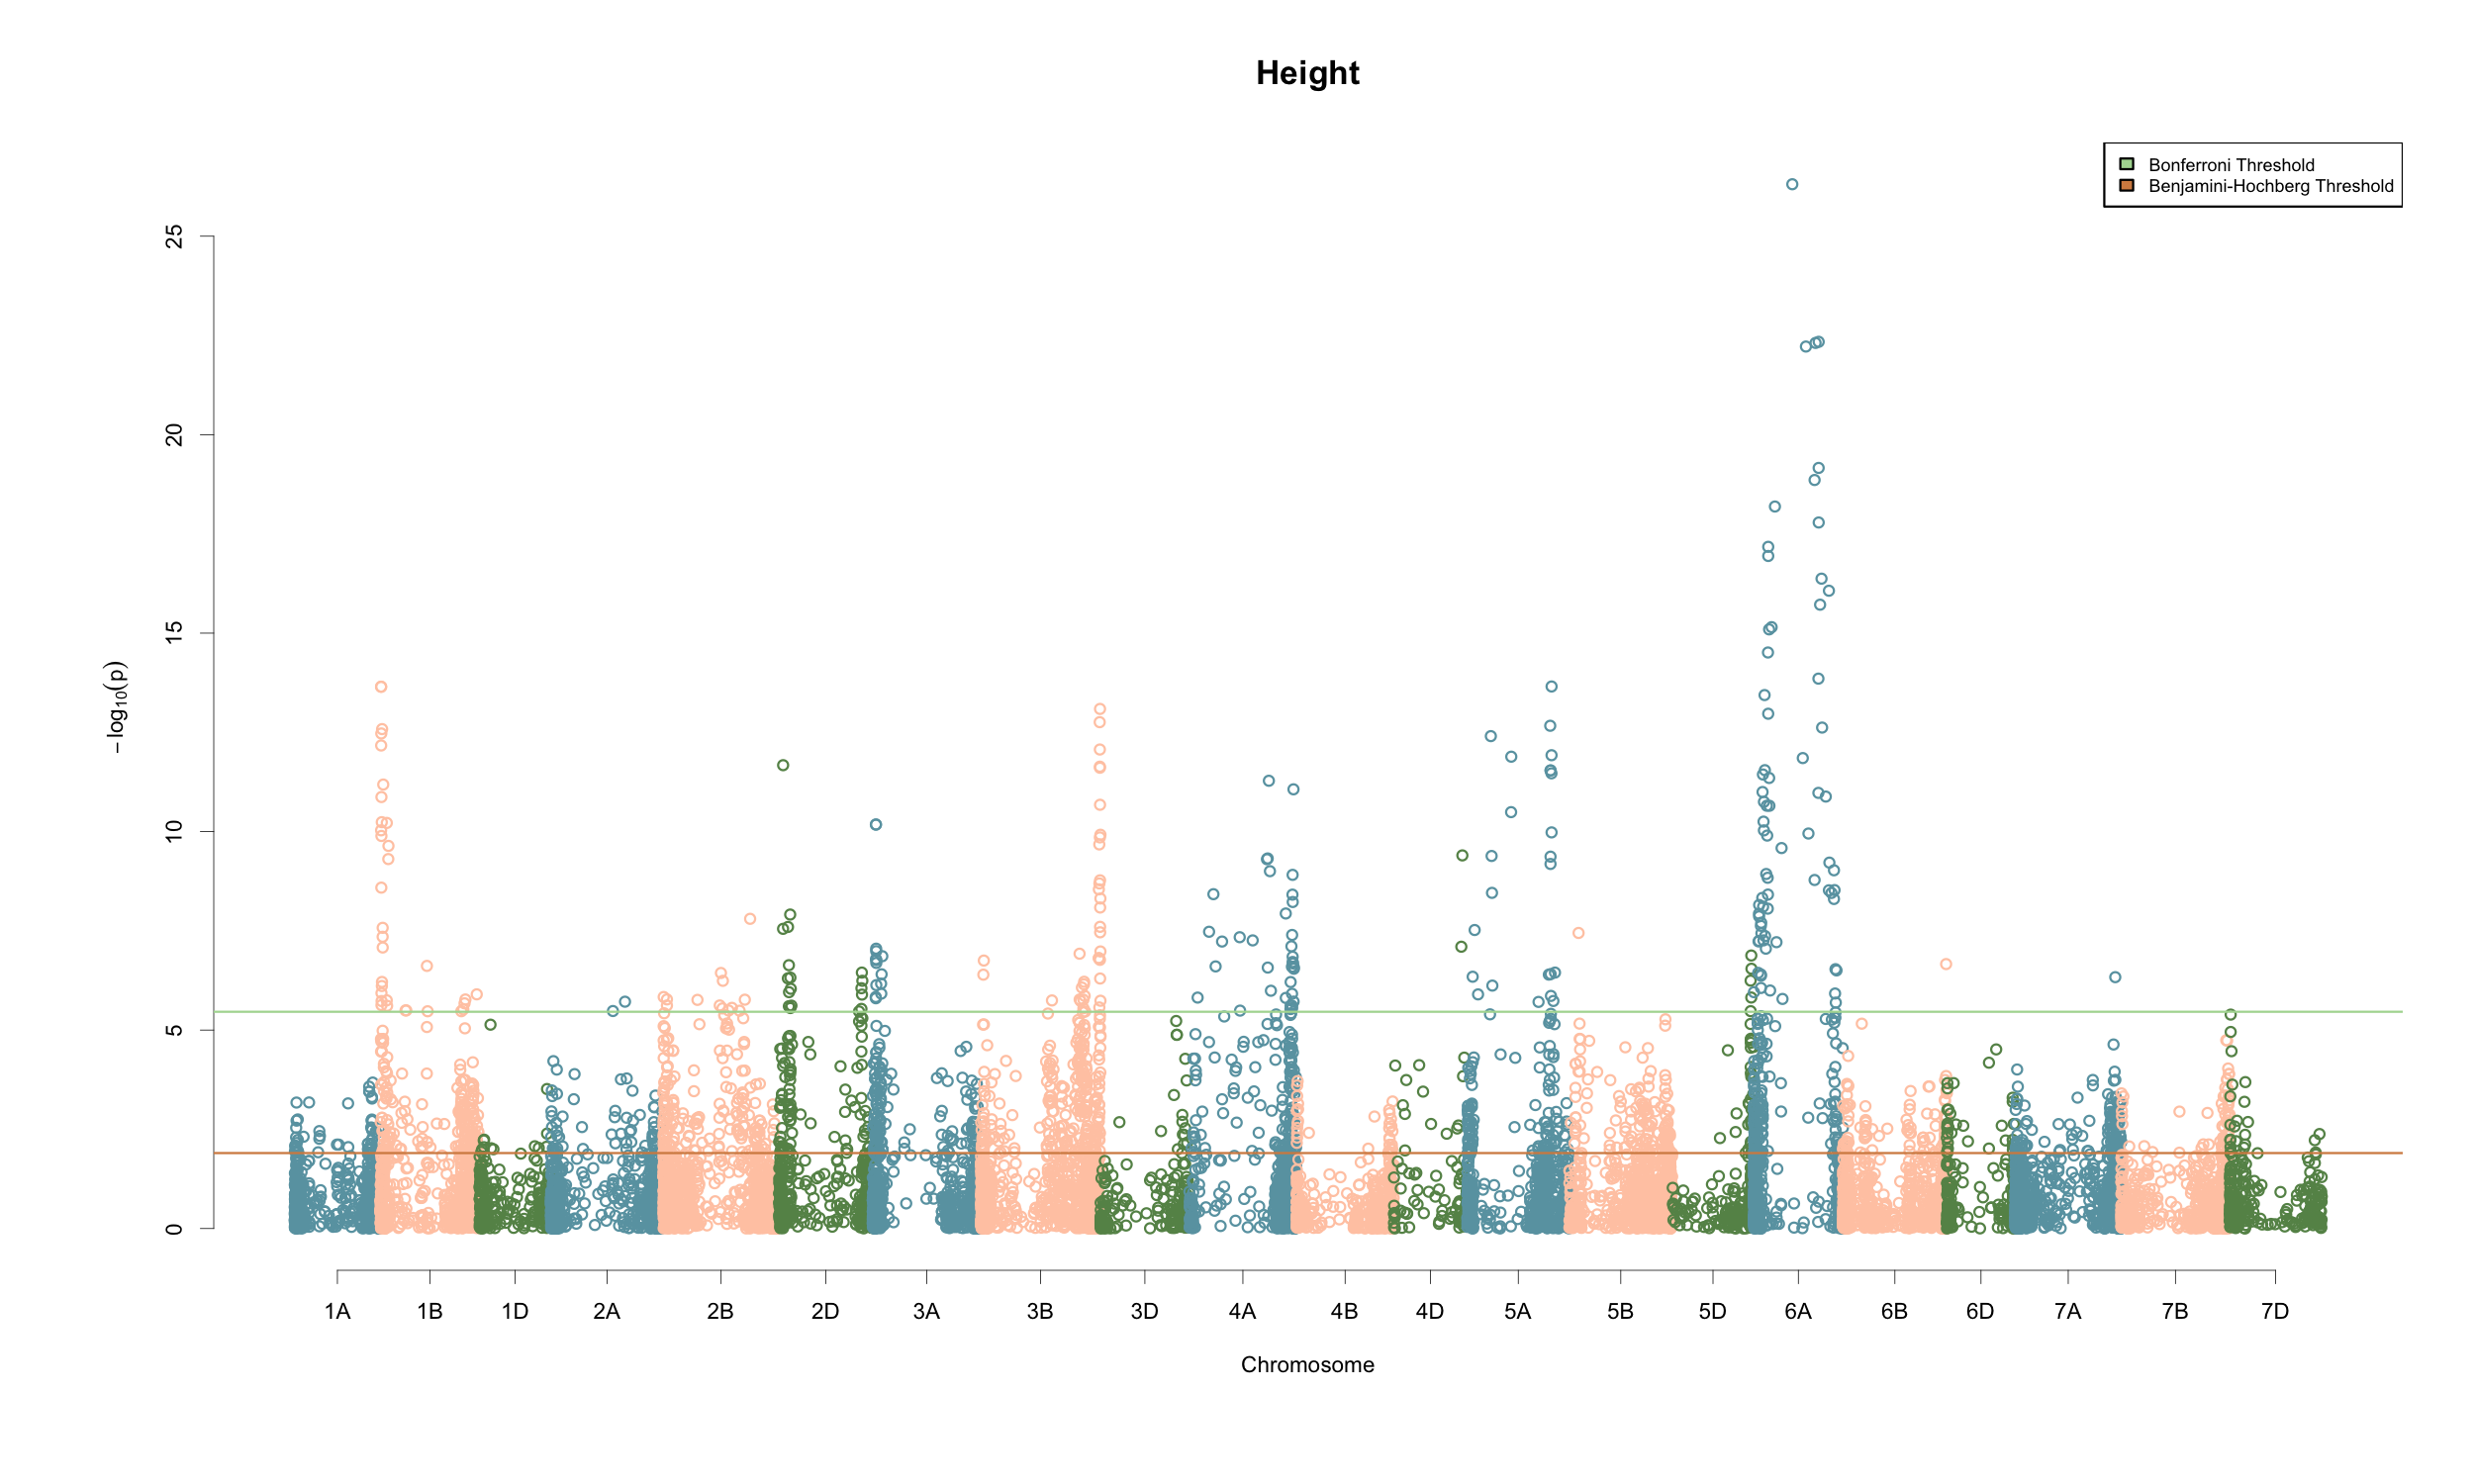 Height
Bonferroni Threshold
Benjamini-Hochberg Threshold
25
20
15
10
5
0
−log10(p)
1A 1B 1D 2A 2B 2D 3A 3B 3D 4A 4B 4D 5A 5B 5D 6A 6B 6D 7A 7B 7D
Chromosome